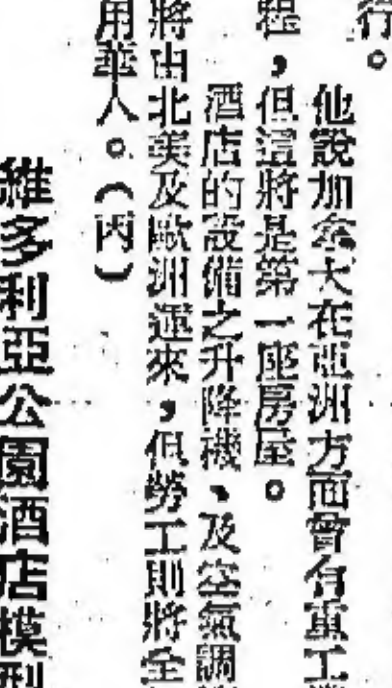 行。
他說加拿大在亞洲方面曾有重工
程,但這將是第一座房屋。
酒店的設備之升降機、及空氣調
將由北美及歐洲運來,但勞工則將全
用華人。(丙)
維多利亞公園酒店模型